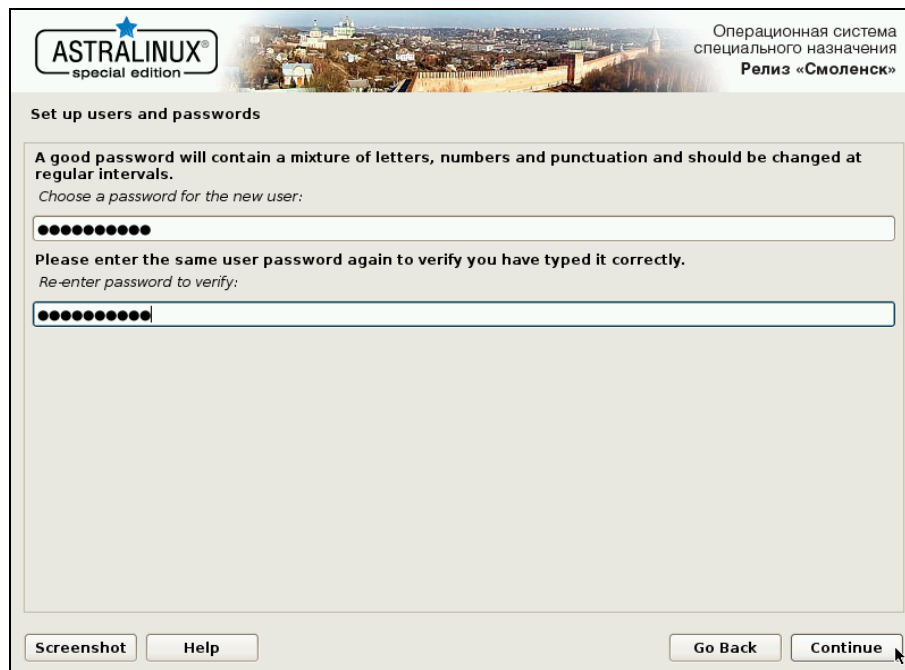 ASTRALINUX®
special edition
Операционная система
специального назначения
Релиз «Смоленск»
Set up users and passwords
A good password will contain a mixture of letters, numbers and punctuation and should be changed at
regular intervals.
Choose a password for the new user:
●●●●●●●●●●
Please enter the same user password again to verify you have typed it correctly.
Re-enter password to verify:
●●●●●●●●●●
Screenshot
Help
Go Back
Continue